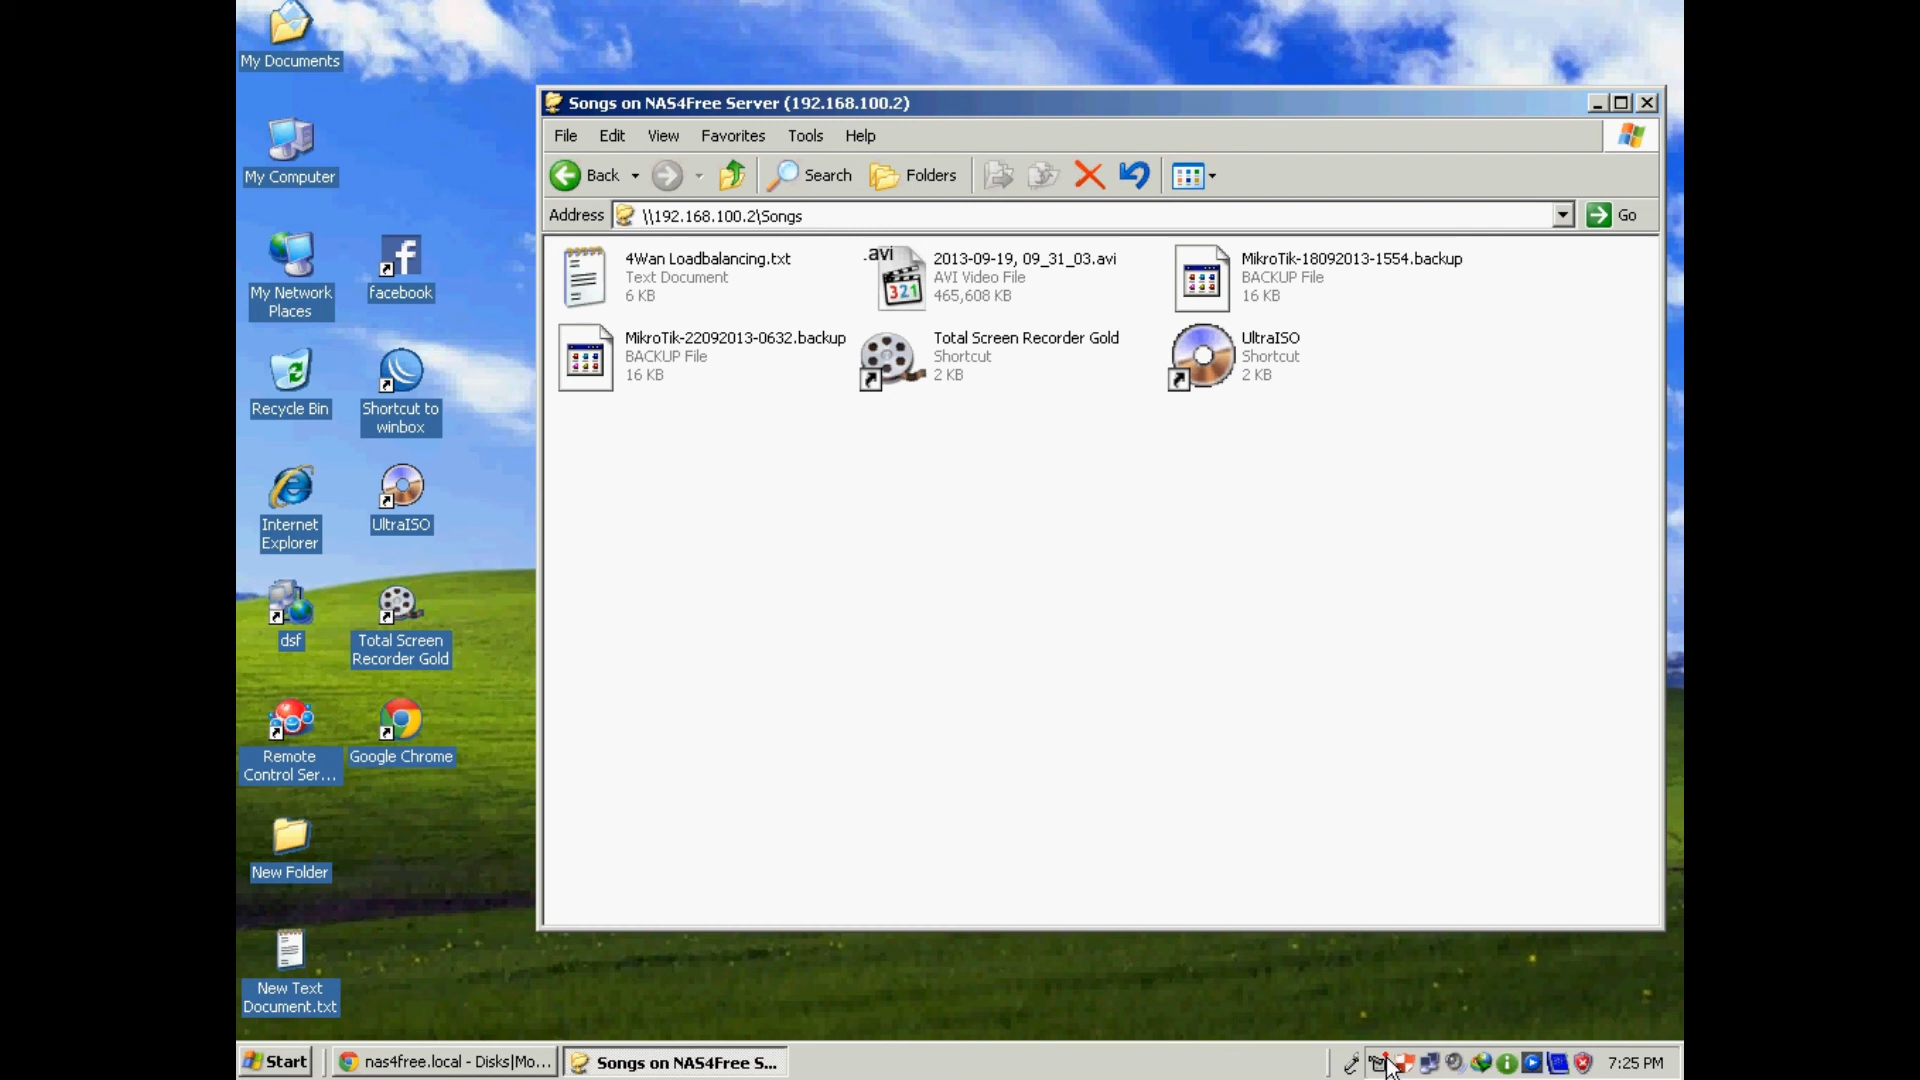 My Documents
My Computer
My Network
Places
facebook
Recycle Bin
Shortcut to
winbox
Internet
Explorer
UltraISO
dsf
Total Screen
Recorder Gold
Remote
Control Ser...
Google Chrome
New Folder
New Text
Document.txt
Songs on NAS4Free Server (192.168.100.2)
File Edit View Favorites Tools Help
Back Search Folders
Address \\192.168.100.2\Songs Go
4Wan Loadbalancing.txt
Text Document
6 KB
.avi
321
2013-09-19, 09_31_03.avi
AVI Video File
465,608 KB
MikroTik-18092013-1554.backup
BACKUP File
16 KB
MikroTik-22092013-0632.backup
BACKUP File
16 KB
Total Screen Recorder Gold
Shortcut
2 KB
UltraISO
Shortcut
2 KB
Start nas4free.local - Disks|Mo... Songs on NAS4Free S... 7:25 PM